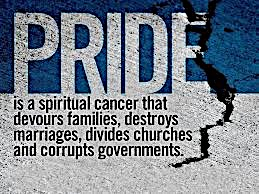 PRIDE
is a spiritual cancer that
devours families, destroys
marriages, divides churches
and corrupts governments.